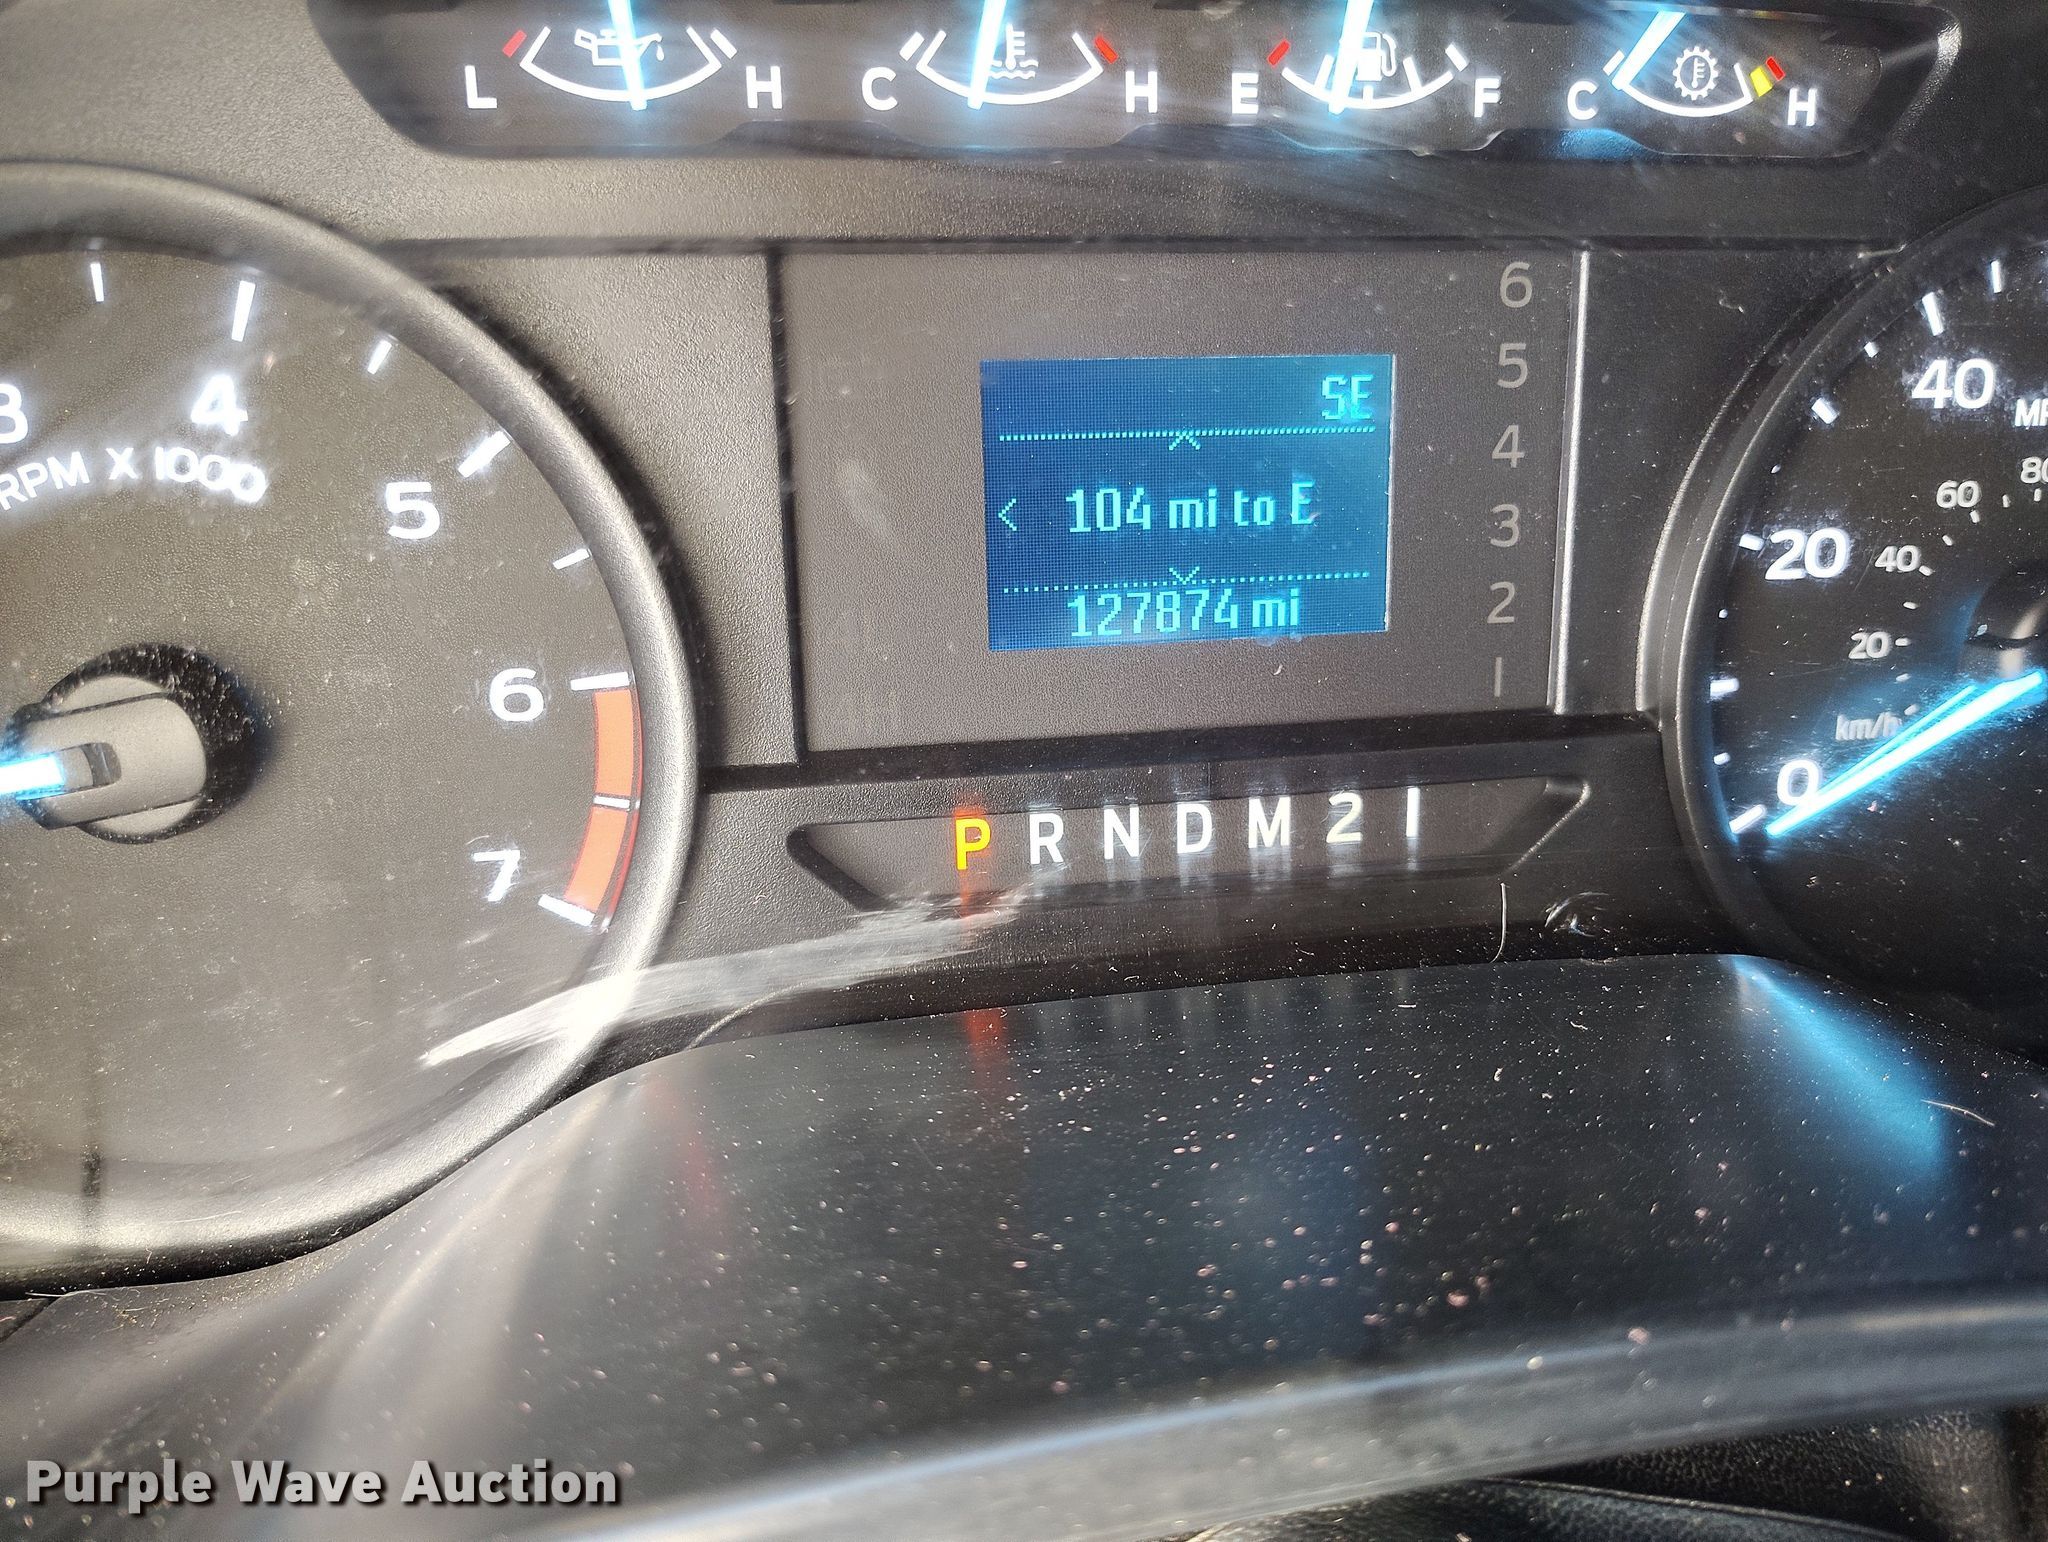 L H C H E F C H
3 4 5 6 7
RPM X 1000
SE
104 mi to E
127874 mi
6
5
4
3
2
1
P R N D M 2 1
40
20
0
80
60
40
20
km/h
Purple Wave Auction